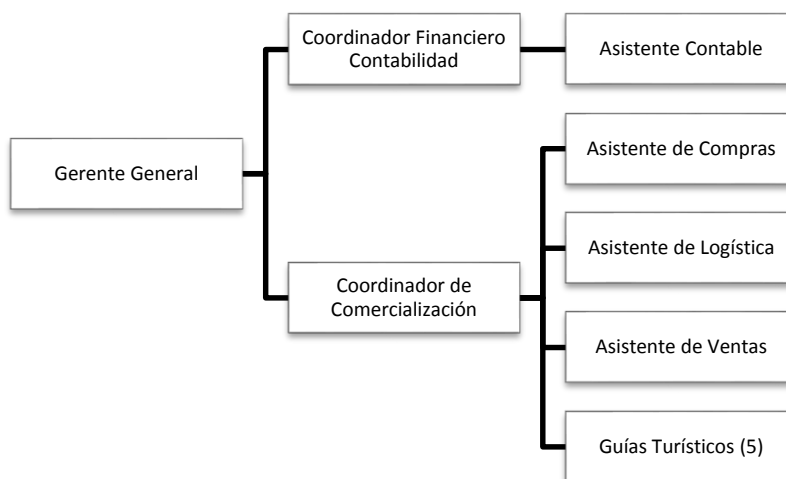 Gerente General
Coordinador Financiero
Contabilidad
Asistente Contable
Coordinador de
Comercialización
Asistente de Compras
Asistente de Logística
Asistente de Ventas
Guías Turísticos (5)